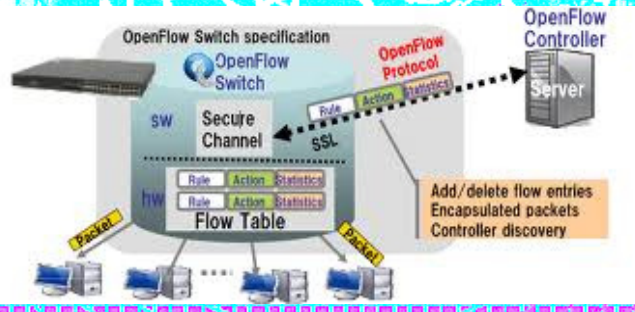 OpenFlow
Controller
OpenFlow Switch specification
OpenFlow
Switch
OpenFlow
Protocol
Server
Rule Action Statistics
sw
Secure
Channel
SSL
Rule Action Statistics
hw
Rule Action Statistics
Flow Table
Add/delete flow entries
Encapsulated packets
Controller discovery
Packet
Packet